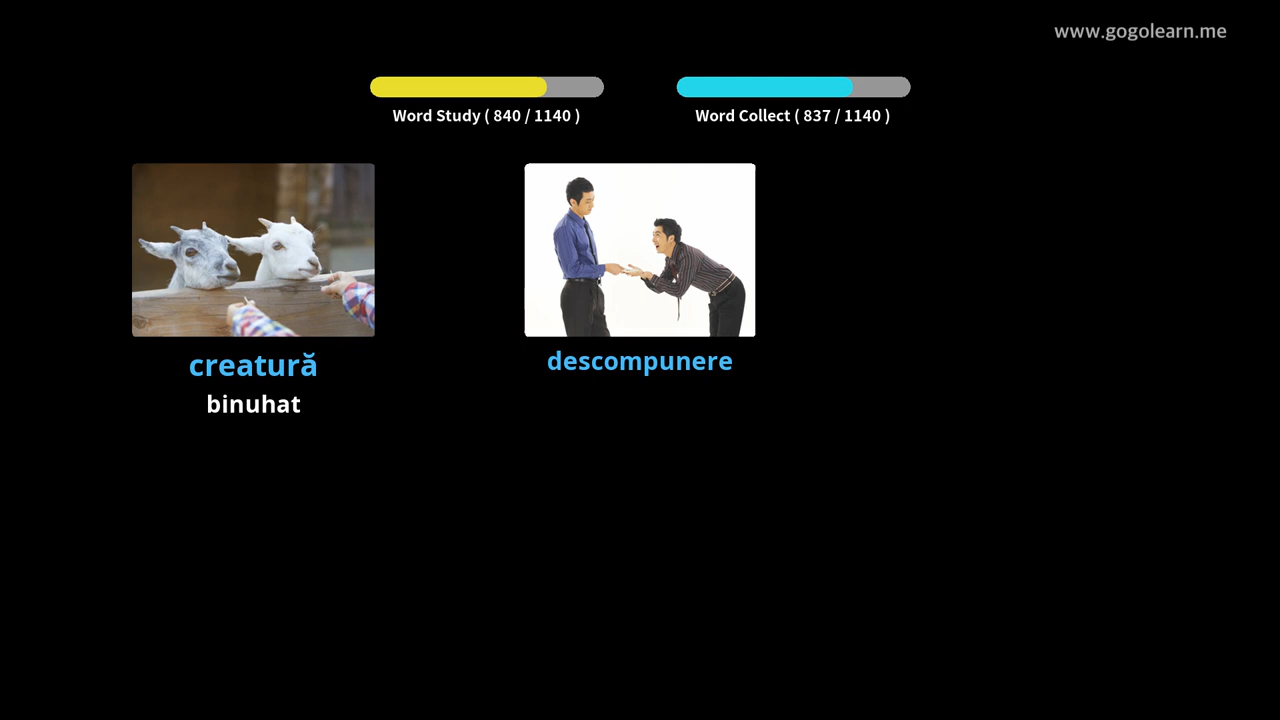 www.gogolearn.me
Word Study ( 840 / 1140 )
Word Collect ( 837 / 1140 )
creatură
binuhat
descompunere